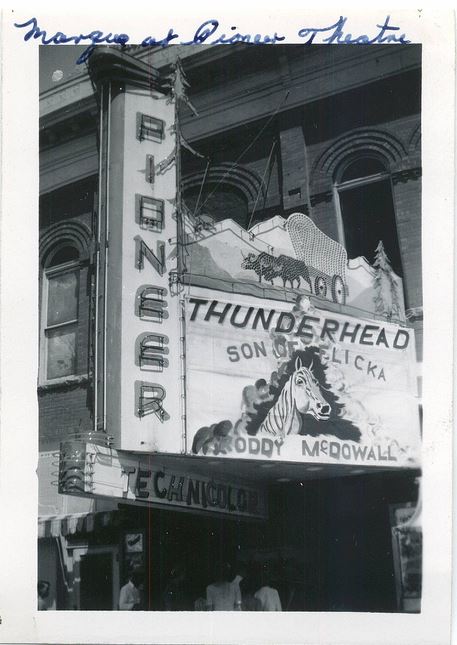 Marque at Pioneer Theatre
PIONEER
THUNDERHEAD
SON OF FLICKA
RODDY McDOWALL
TECHNICOLOR